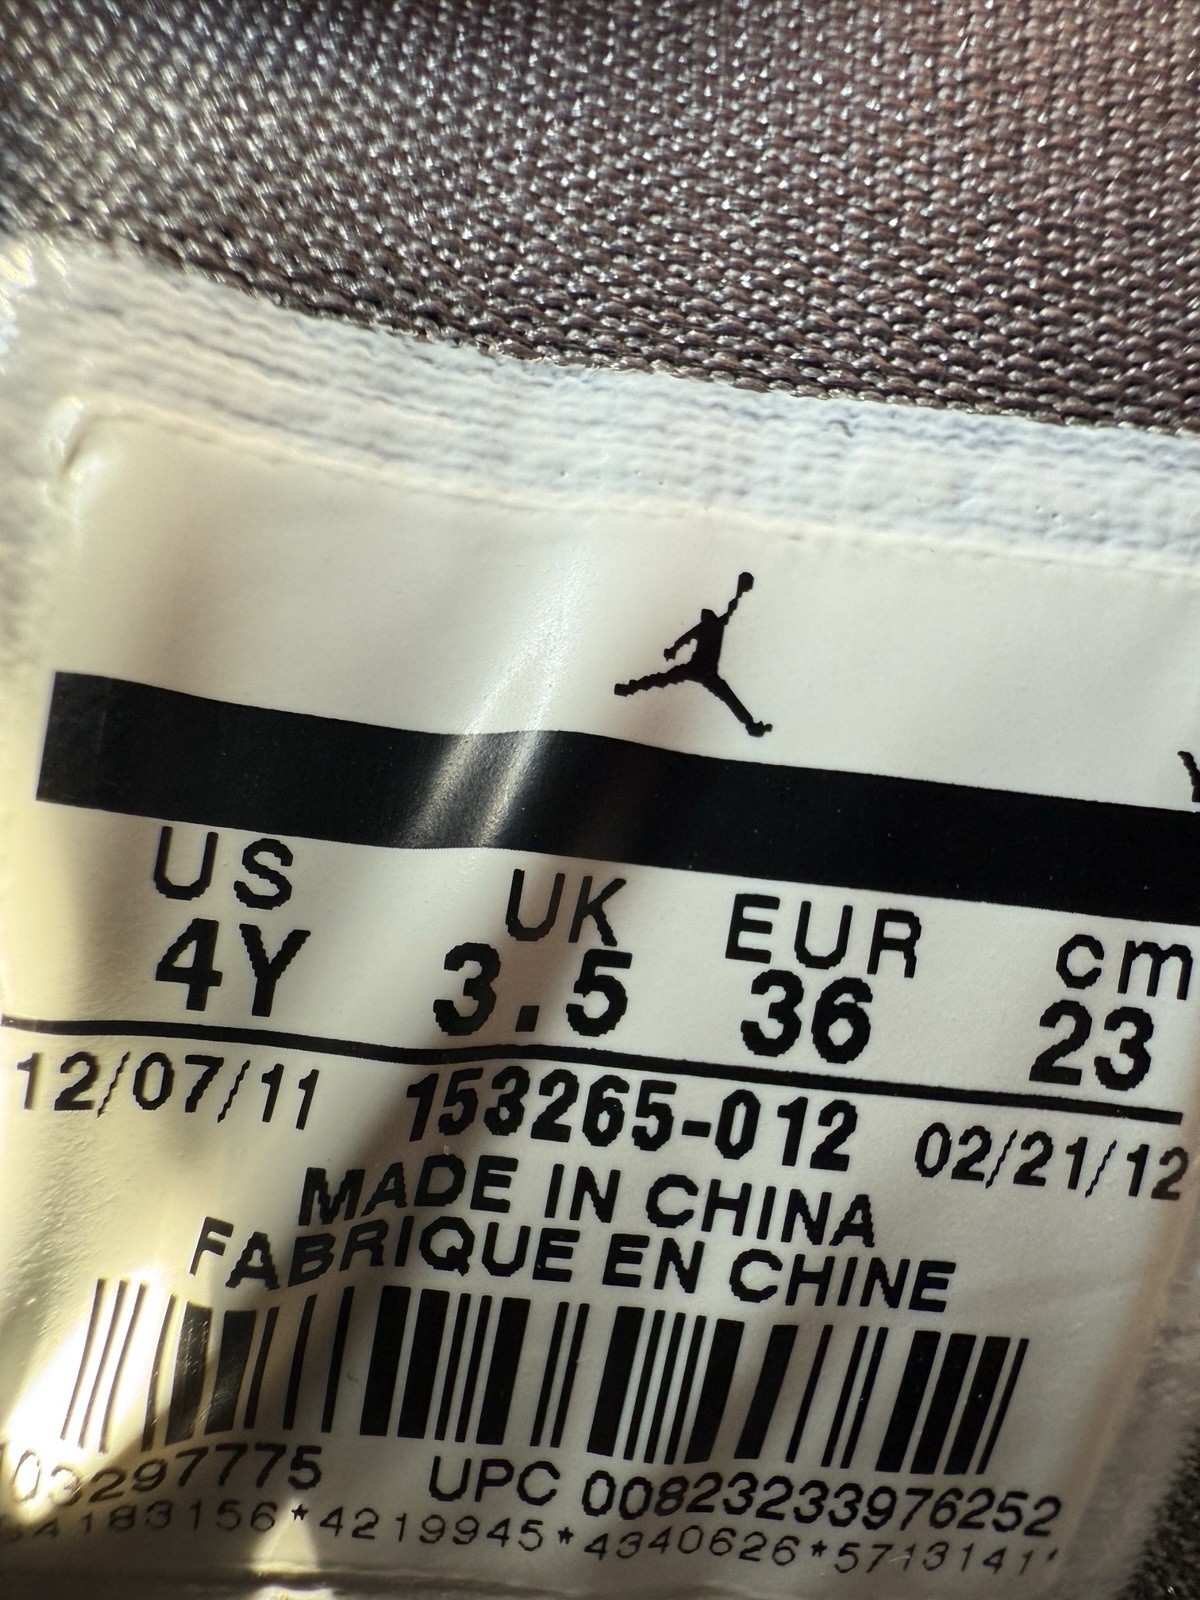 US UK EUR cm
4Y 3.5 36 23
12/07/11 153265-012 02/21/12
MADE IN CHINA
FABRIQUE EN CHINE
03297775 UPC 00823233976252
183156*4219945*4340626*5713141*